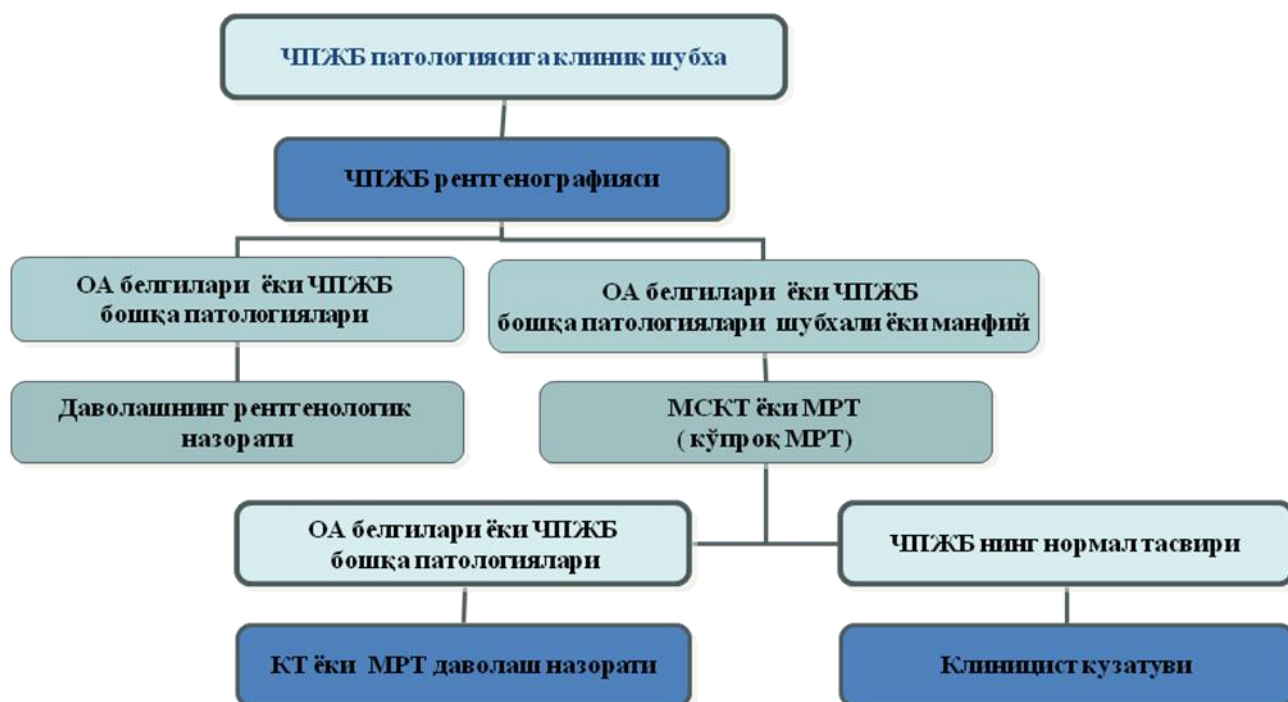 ЧПЖБ патологиясига клиник шубха
ЧПЖБ рентгенографияси
ОА белгилари ёки ЧПЖБ
бошқа патологиялари
ОА белгилари ёки ЧПЖБ
бошқа патологиялари шубхали ёки манфий
Даволашнинг рентгенологик
назорати
МСКТ ёки МРТ
( кўпроқ МРТ)
ОА белгилари ёки ЧПЖБ
бошқа патологиялари
ЧПЖБ нинг нормал тасвири
КТ ёки МРТ даволаш назорати
Клиницист кузатуви